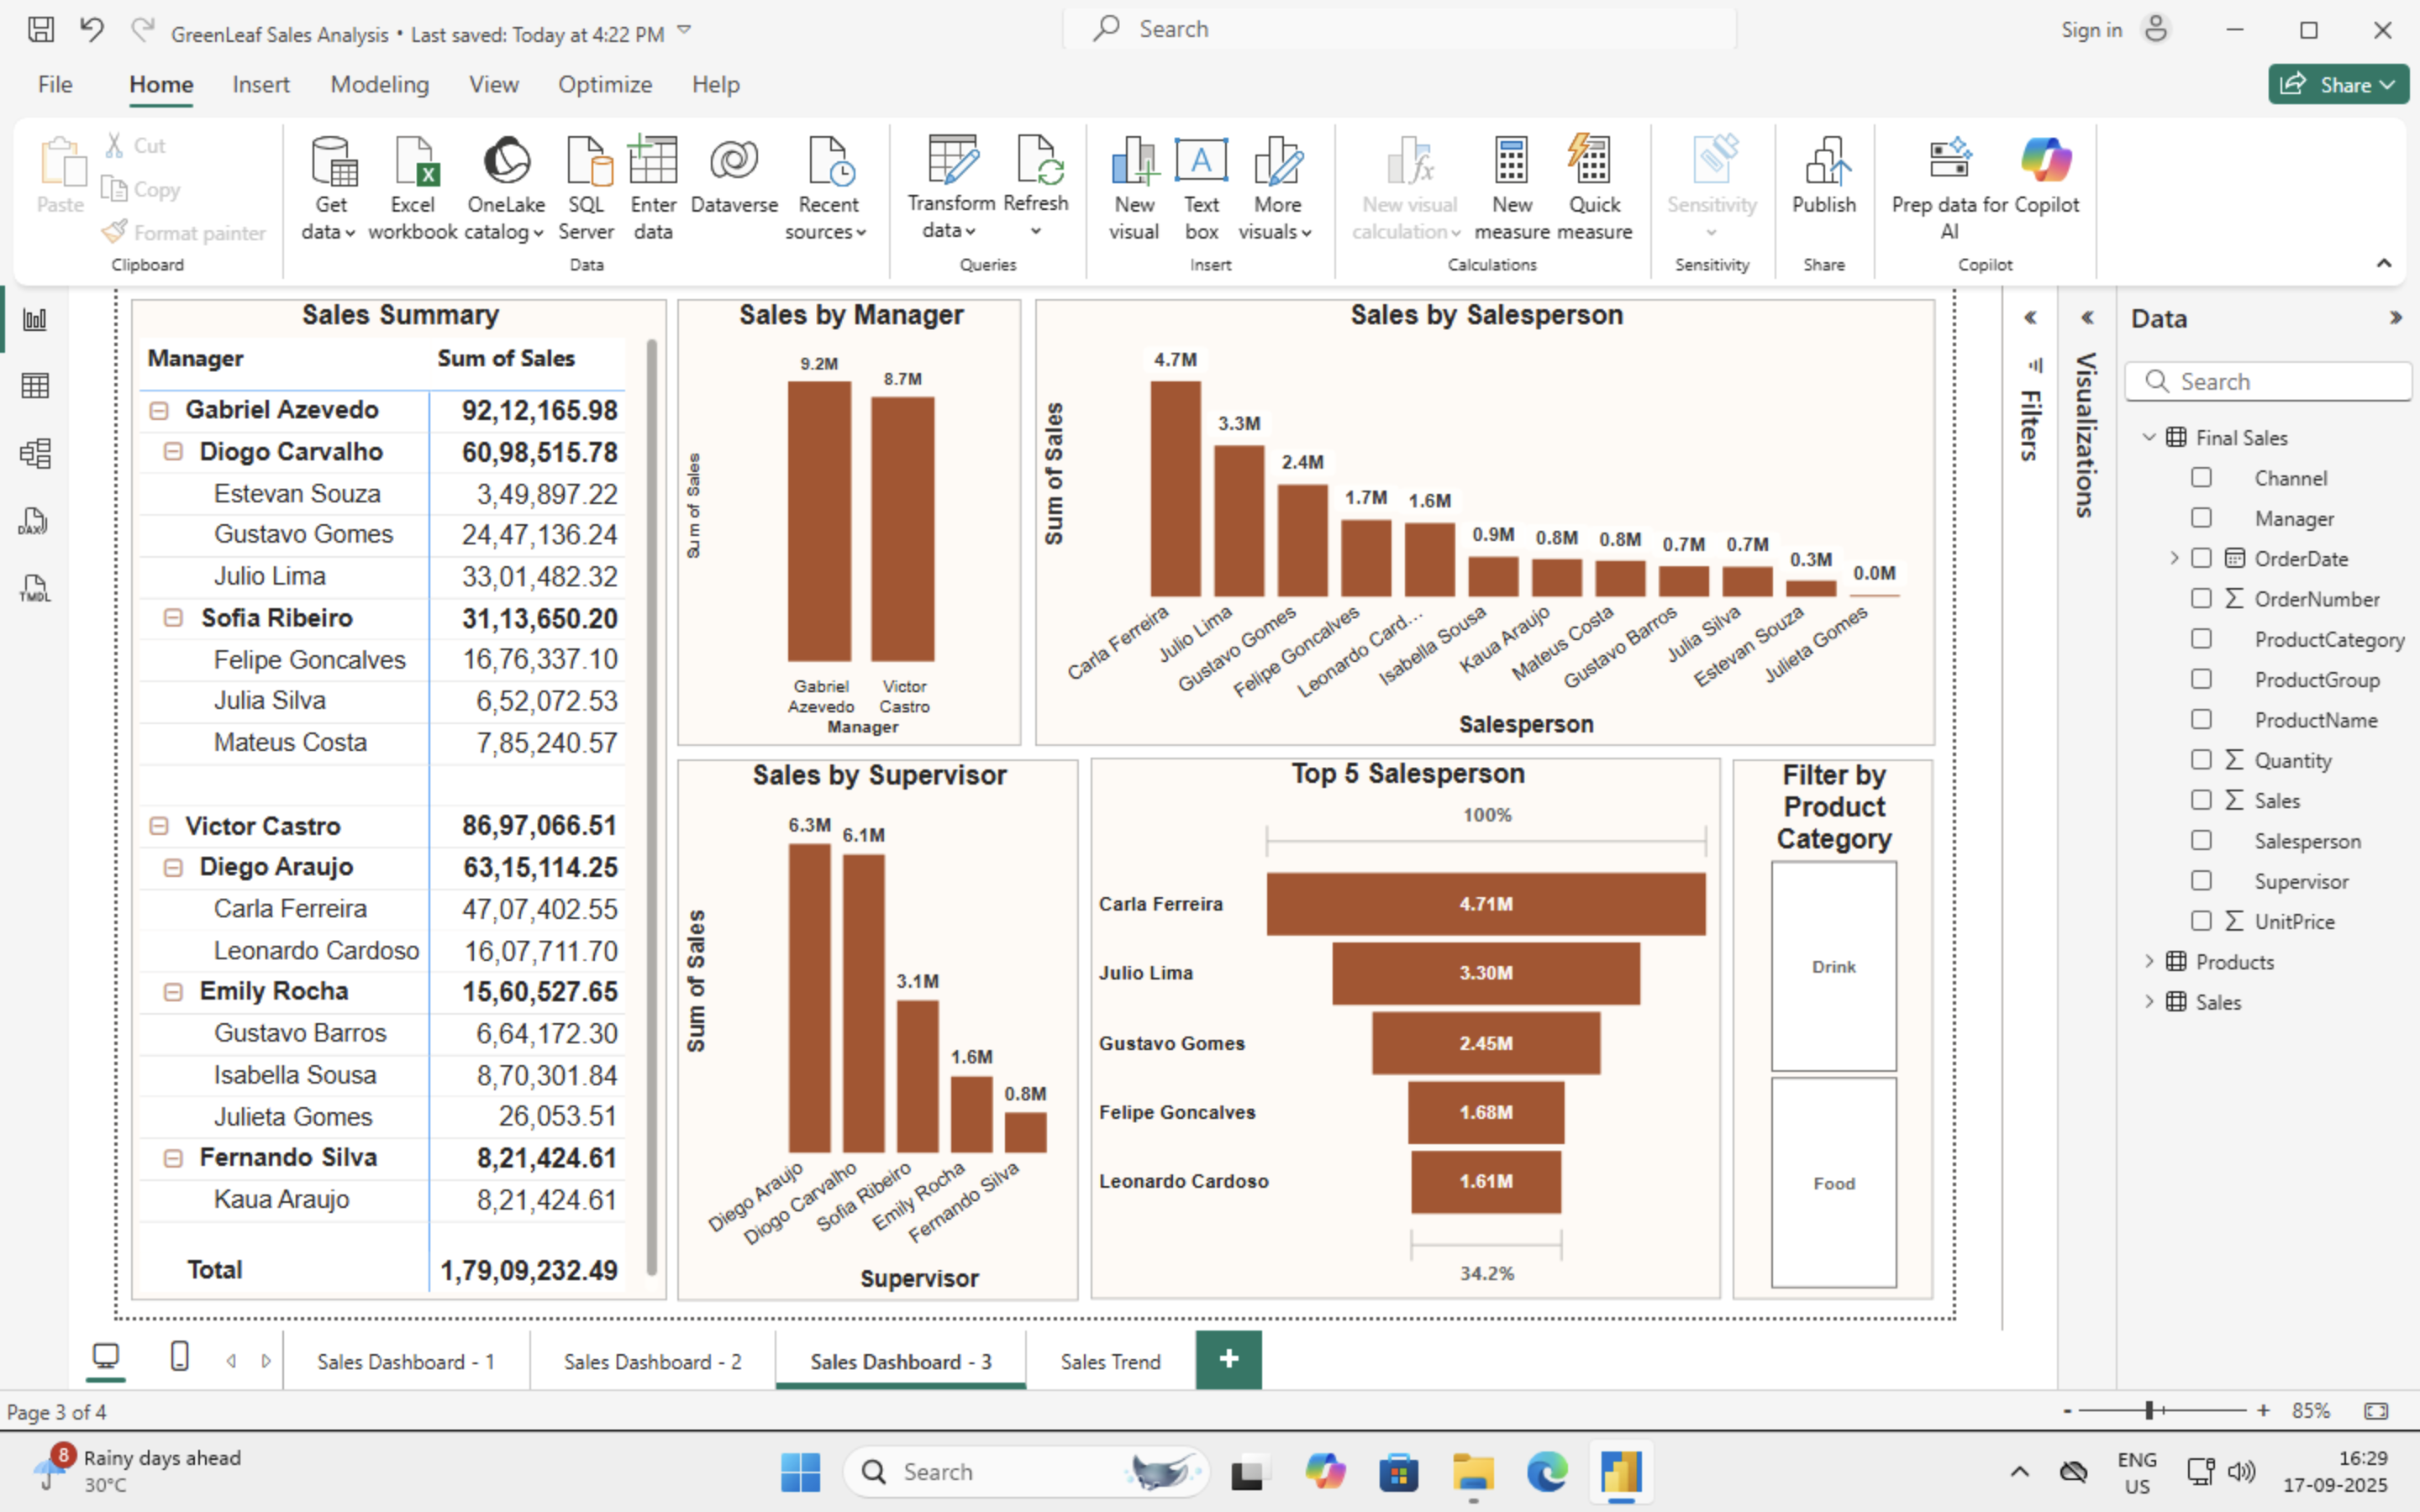 GreenLeaf Sales Analysis • Last saved: Today at 4:22 PM
Search
Sign in
File Home Insert Modeling View Optimize Help
Share
Paste
Cut
Copy
Format painter
Clipboard
Get data
Excel workbook
OneLake catalog
SQL Server
Enter data
Dataverse
Recent sources
Data
Transform data
Refresh
Queries
New visual
Text box
More visuals
Insert
New visual calculation
New measure
Quick measure
Calculations
Sensitivity
Sensitivity
Publish
Share
Prep data for AI
Copilot
Copilot
DAX
TMDL
Sales Summary
Manager Sum of Sales
Gabriel Azevedo 92,12,165.98
Diogo Carvalho 60,98,515.78
Estevan Souza 3,49,897.22
Gustavo Gomes 24,47,136.24
Julio Lima 33,01,482.32
Sofia Ribeiro 31,13,650.20
Felipe Goncalves 16,76,337.10
Julia Silva 6,52,072.53
Mateus Costa 7,85,240.57
Victor Castro 86,97,066.51
Diego Araujo 63,15,114.25
Carla Ferreira 47,07,402.55
Leonardo Cardoso 16,07,711.70
Emily Rocha 15,60,527.65
Gustavo Barros 6,64,172.30
Isabella Sousa 8,70,301.84
Julieta Gomes 26,053.51
Fernando Silva 8,21,424.61
Kaua Araujo 8,21,424.61
Total 1,79,09,232.49
Sales by Manager
Sum of Sales
9.2M
8.7M
Gabriel Azevedo
Victor Castro
Manager
Sales by Salesperson
Sum of Sales
4.7M
3.3M
2.4M
1.7M
1.6M
0.9M
0.8M
0.8M
0.7M
0.7M
0.3M
0.0M
Carla Ferreira
Julio Lima
Gustavo Gomes
Felipe Goncalves
Leonardo Card...
Isabella Sousa
Kaua Araujo
Mateus Costa
Gustavo Barros
Julia Silva
Estevan Souza
Julieta Gomes
Salesperson
Sales by Supervisor
Sum of Sales
6.3M
6.1M
3.1M
1.6M
0.8M
Diego Araujo
Diogo Carvalho
Sofia Ribeiro
Emily Rocha
Fernando Silva
Supervisor
Top 5 Salesperson
100%
Carla Ferreira 4.71M
Julio Lima 3.30M
Gustavo Gomes 2.45M
Felipe Goncalves 1.68M
Leonardo Cardoso 1.61M
34.2%
Filter by
Product
Category
Drink
Food
Filters
Visualizations
Data
Search
Final Sales
Channel
Manager
OrderDate
OrderNumber
ProductCategory
ProductGroup
ProductName
Quantity
Sales
Salesperson
Supervisor
UnitPrice
Products
Sales
Sales Dashboard - 1
Sales Dashboard - 2
Sales Dashboard - 3
Sales Trend
Page 3 of 4
- + 85%
8
Rainy days ahead
30°C
Search
ENG
US
16:29
17-09-2025